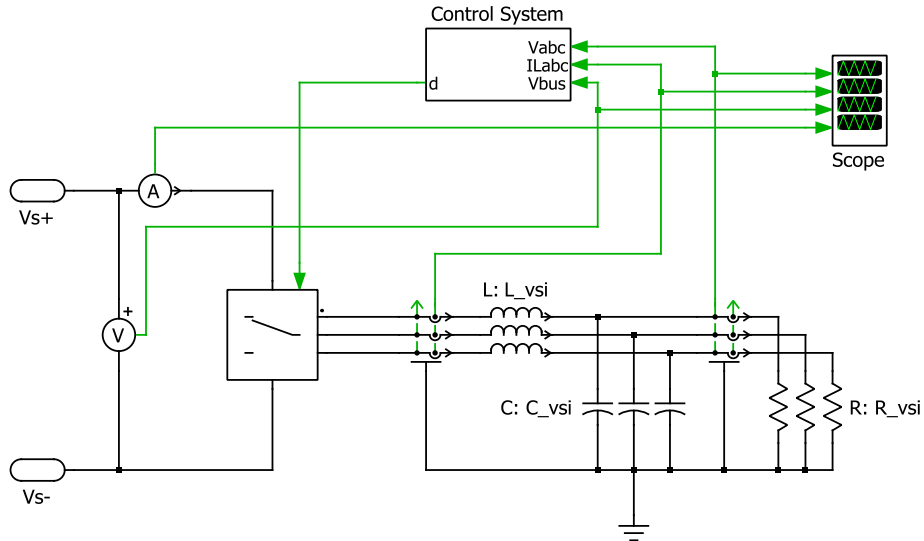 Control System
Vabc
ILabc
Vbus
d
Scope
A
Vs+
L: L_vsi
+
V
C: C_vsi
R: R_vsi
Vs-